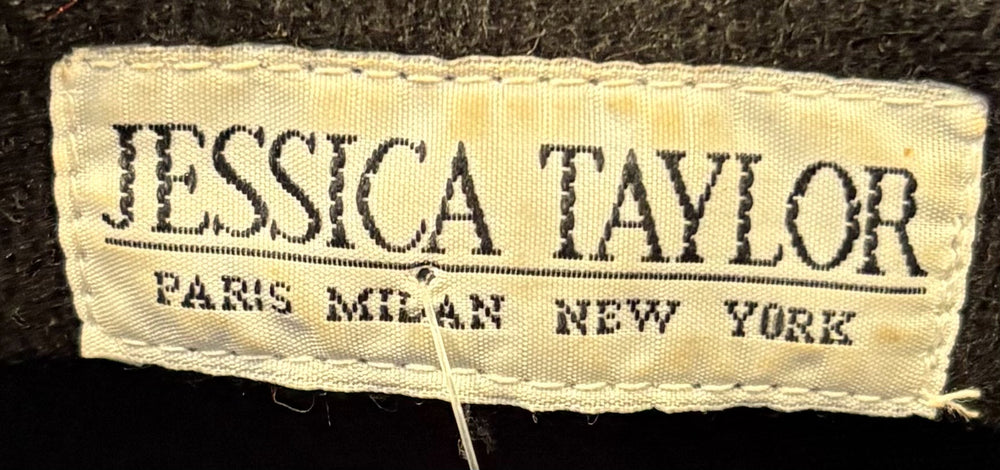 JESSICA TAYLOR
PARIS MILAN NEW YORK